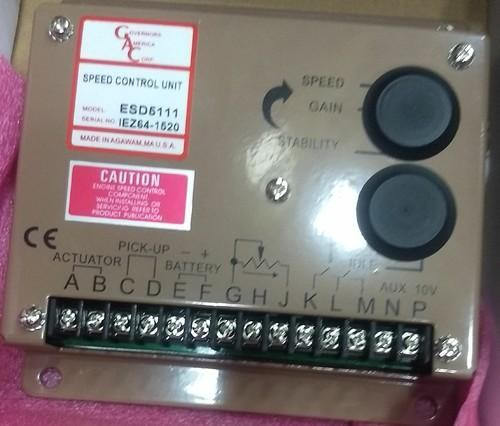 GOVERNORS
AMERICA
CORP
SPEED CONTROL UNIT
MODEL: ESD5111
SERIAL NO. IEZ64-1520
MADE IN AGAWAM, MA U.S.A.
CAUTION
ENGINE SPEED CONTROL
COMPONENT
WHEN INSTALLING OR
SERVICING REFER TO
PRODUCT PUBLICATION
SPEED
GAIN
STABILITY
CE
PICK-UP - +
ACTUATOR BATTERY IDLE AUX 10V
A B C D E F G H J K L M N P